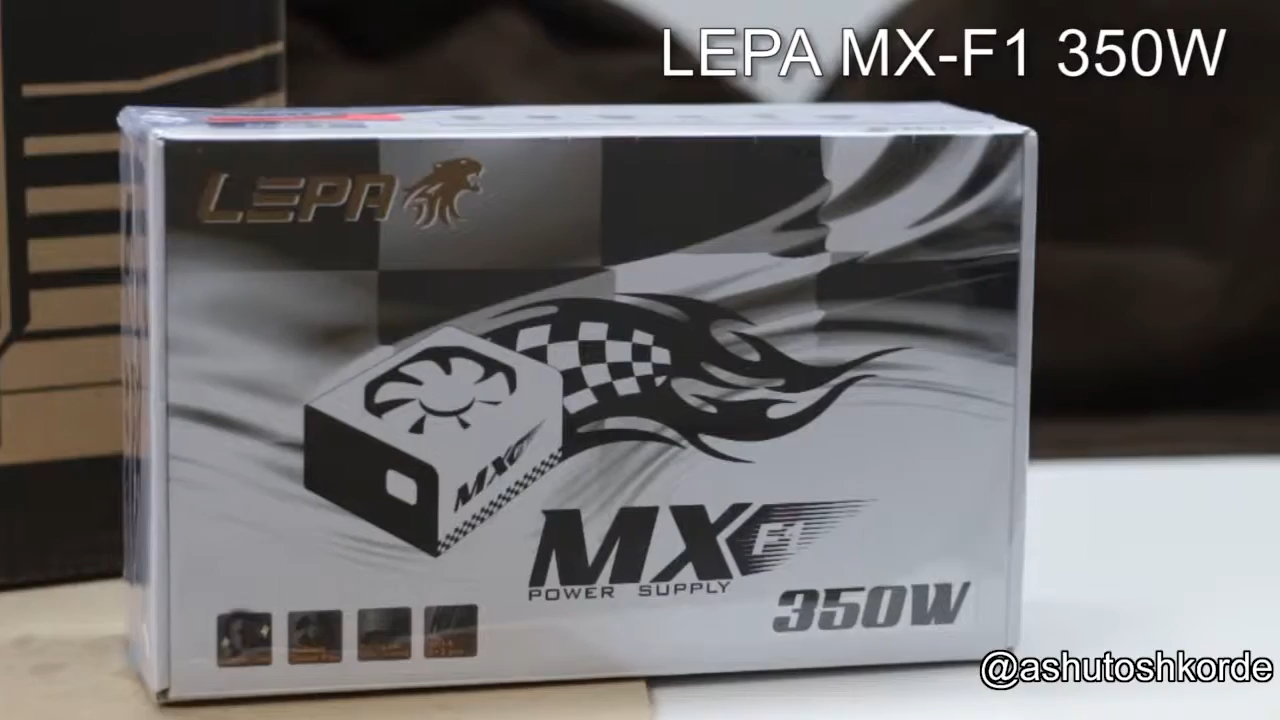 LEPA MX-F1 350W
LEPA
MX
MX
F1
POWER SUPPLY
350W
@ashutoshkorde